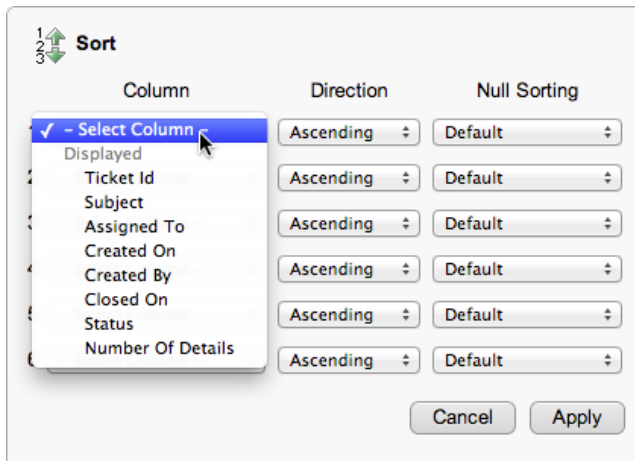 1 2 3 Sort
Column Direction Null Sorting
✓ - Select Column - Ascending Default
Displayed
Ticket Id
2 Ascending Default
Subject
3 Assigned To Ascending Default
Created On
4 Created By Ascending Default
Closed On
5 Status Ascending Default
Number Of Details
6 Ascending Default
Cancel Apply